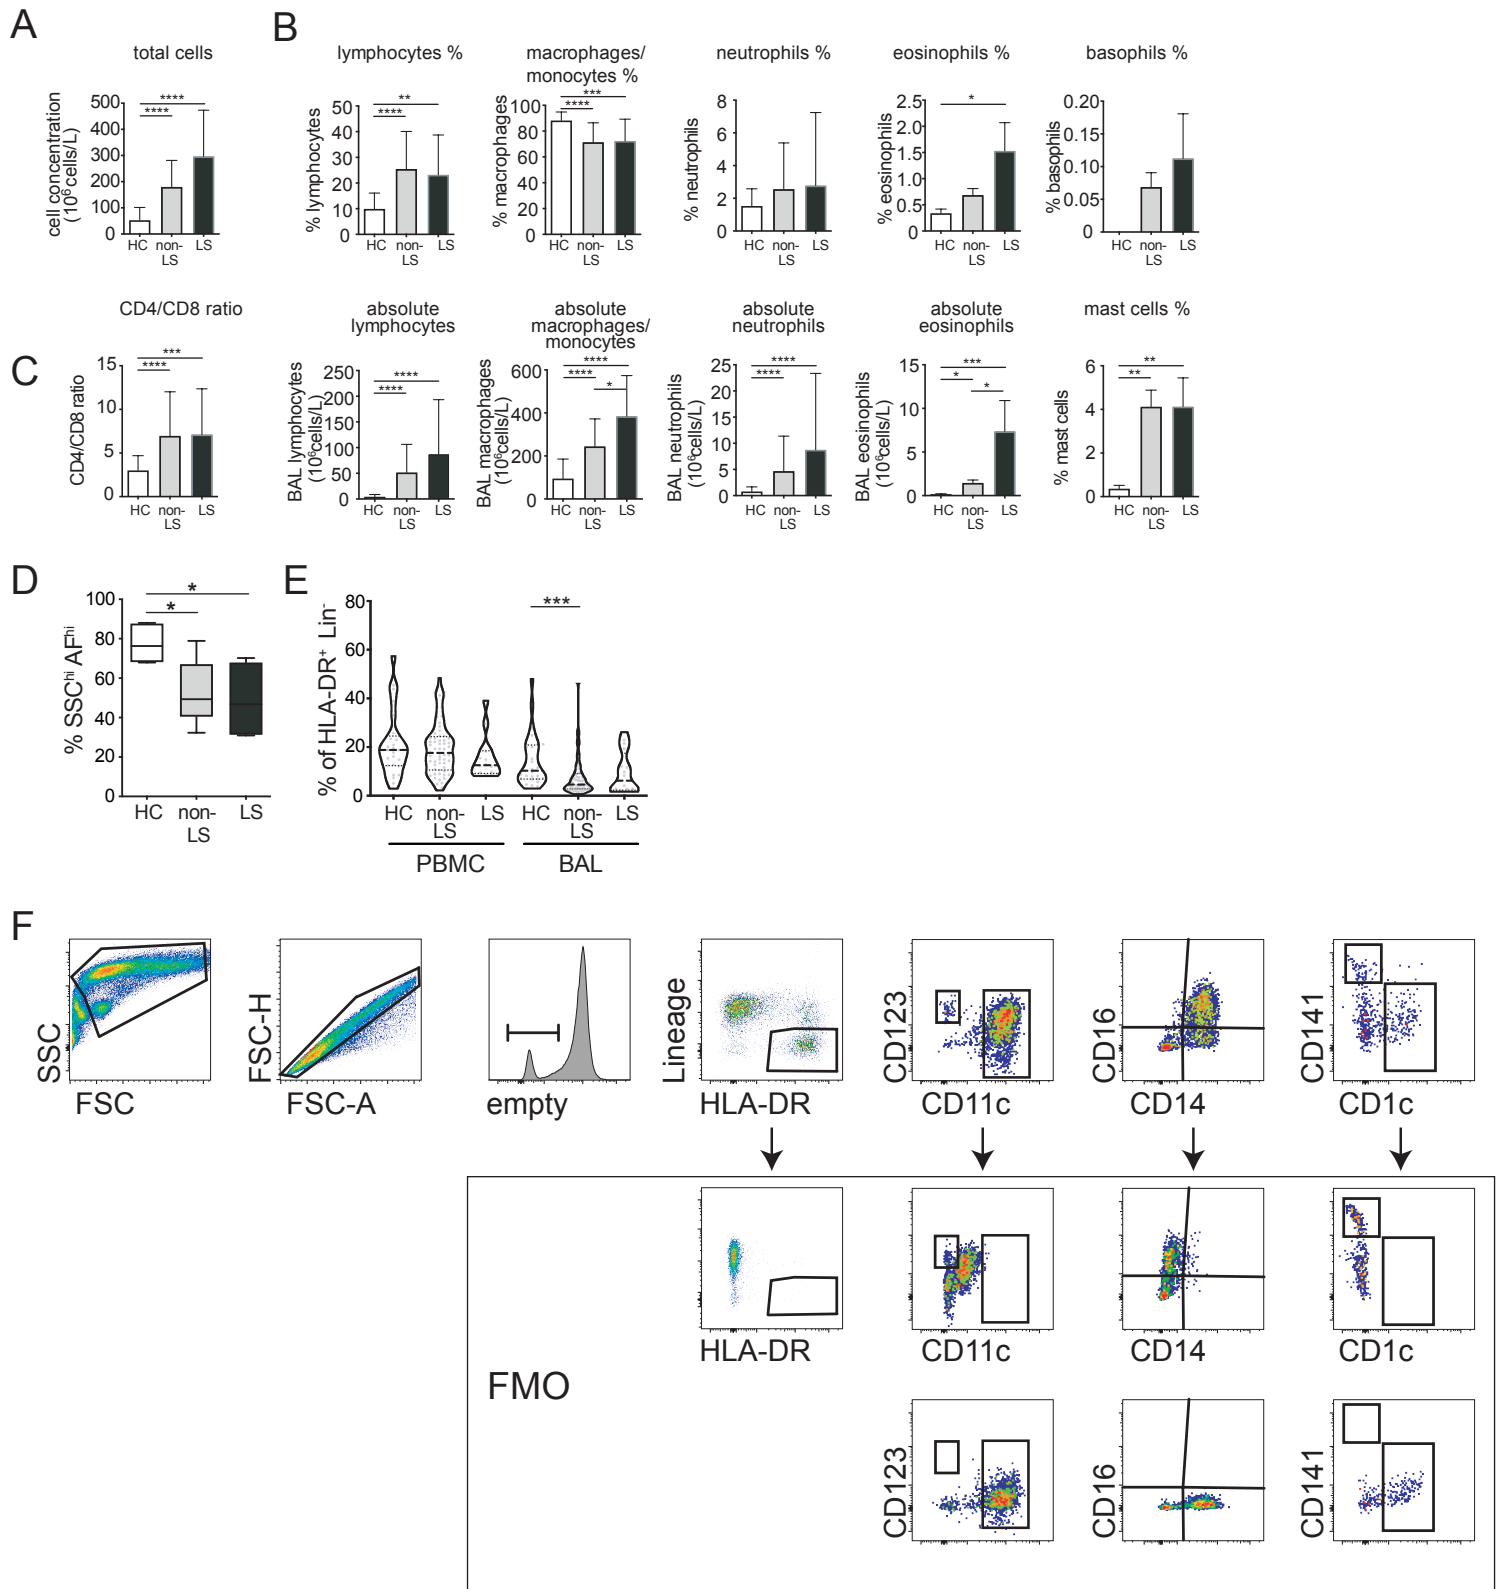 A
B
total cells
lymphocytes %
macrophages/
monocytes %
neutrophils %
eosinophils %
basophils %
cell concentration
(10⁶cells/L)
500
400
300
200
100
0
****
****
HC non-LS LS
% lymphocytes
50
40
30
20
10
0
**
****
HC non-LS LS
% macrophages
100
80
60
40
20
0
***
****
HC non-LS LS
% neutrophils
8
6
4
2
0
HC non-LS LS
% eosinophils
2.5
2.0
1.5
1.0
0.5
0
*
HC non-LS LS
% basophils
0.20
0.15
0.10
0.05
0
HC non-LS LS
C
CD4/CD8 ratio
absolute
lymphocytes
absolute
macrophages/
monocytes
absolute
neutrophils
absolute
eosinophils
mast cells %
CD4/CD8 ratio
15
10
5
0
***
****
HC non-LS LS
BAL lymphocytes
(10⁶cells/L)
250
200
150
100
50
0
****
****
HC non-LS LS
BAL macrophages
(10⁶cells/L)
600
400
200
0
****
****
*
HC non-LS LS
BAL neutrophils
(10⁶cells/L)
25
20
15
10
5
0
****
****
HC non-LS LS
BAL eosinophils
(10⁶cells/L)
15
10
5
0
***
*
*
HC non-LS LS
% mast cells
6
4
2
0
**
**
HC non-LS LS
D
% SSCʰⁱ AFʰⁱ
100
80
60
40
20
0
*
*
HC non-LS LS
E
% of HLA-DR⁺ Lin⁻
80
60
40
20
0
***
HC non-LS LS HC non-LS LS
PBMC BAL
F
SSC
FSC
FSC-H
FSC-A
empty
Lineage
HLA-DR
CD123
CD11c
CD16
CD14
CD141
CD1c
FMO
HLA-DR
CD11c
CD14
CD1c
CD123
CD16
CD141